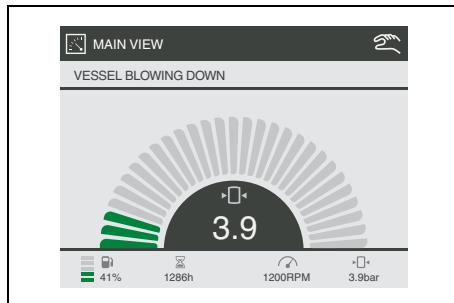 MAIN VIEW
VESSEL BLOWING DOWN
3.9
41% 1286h 1200RPM 3.9bar